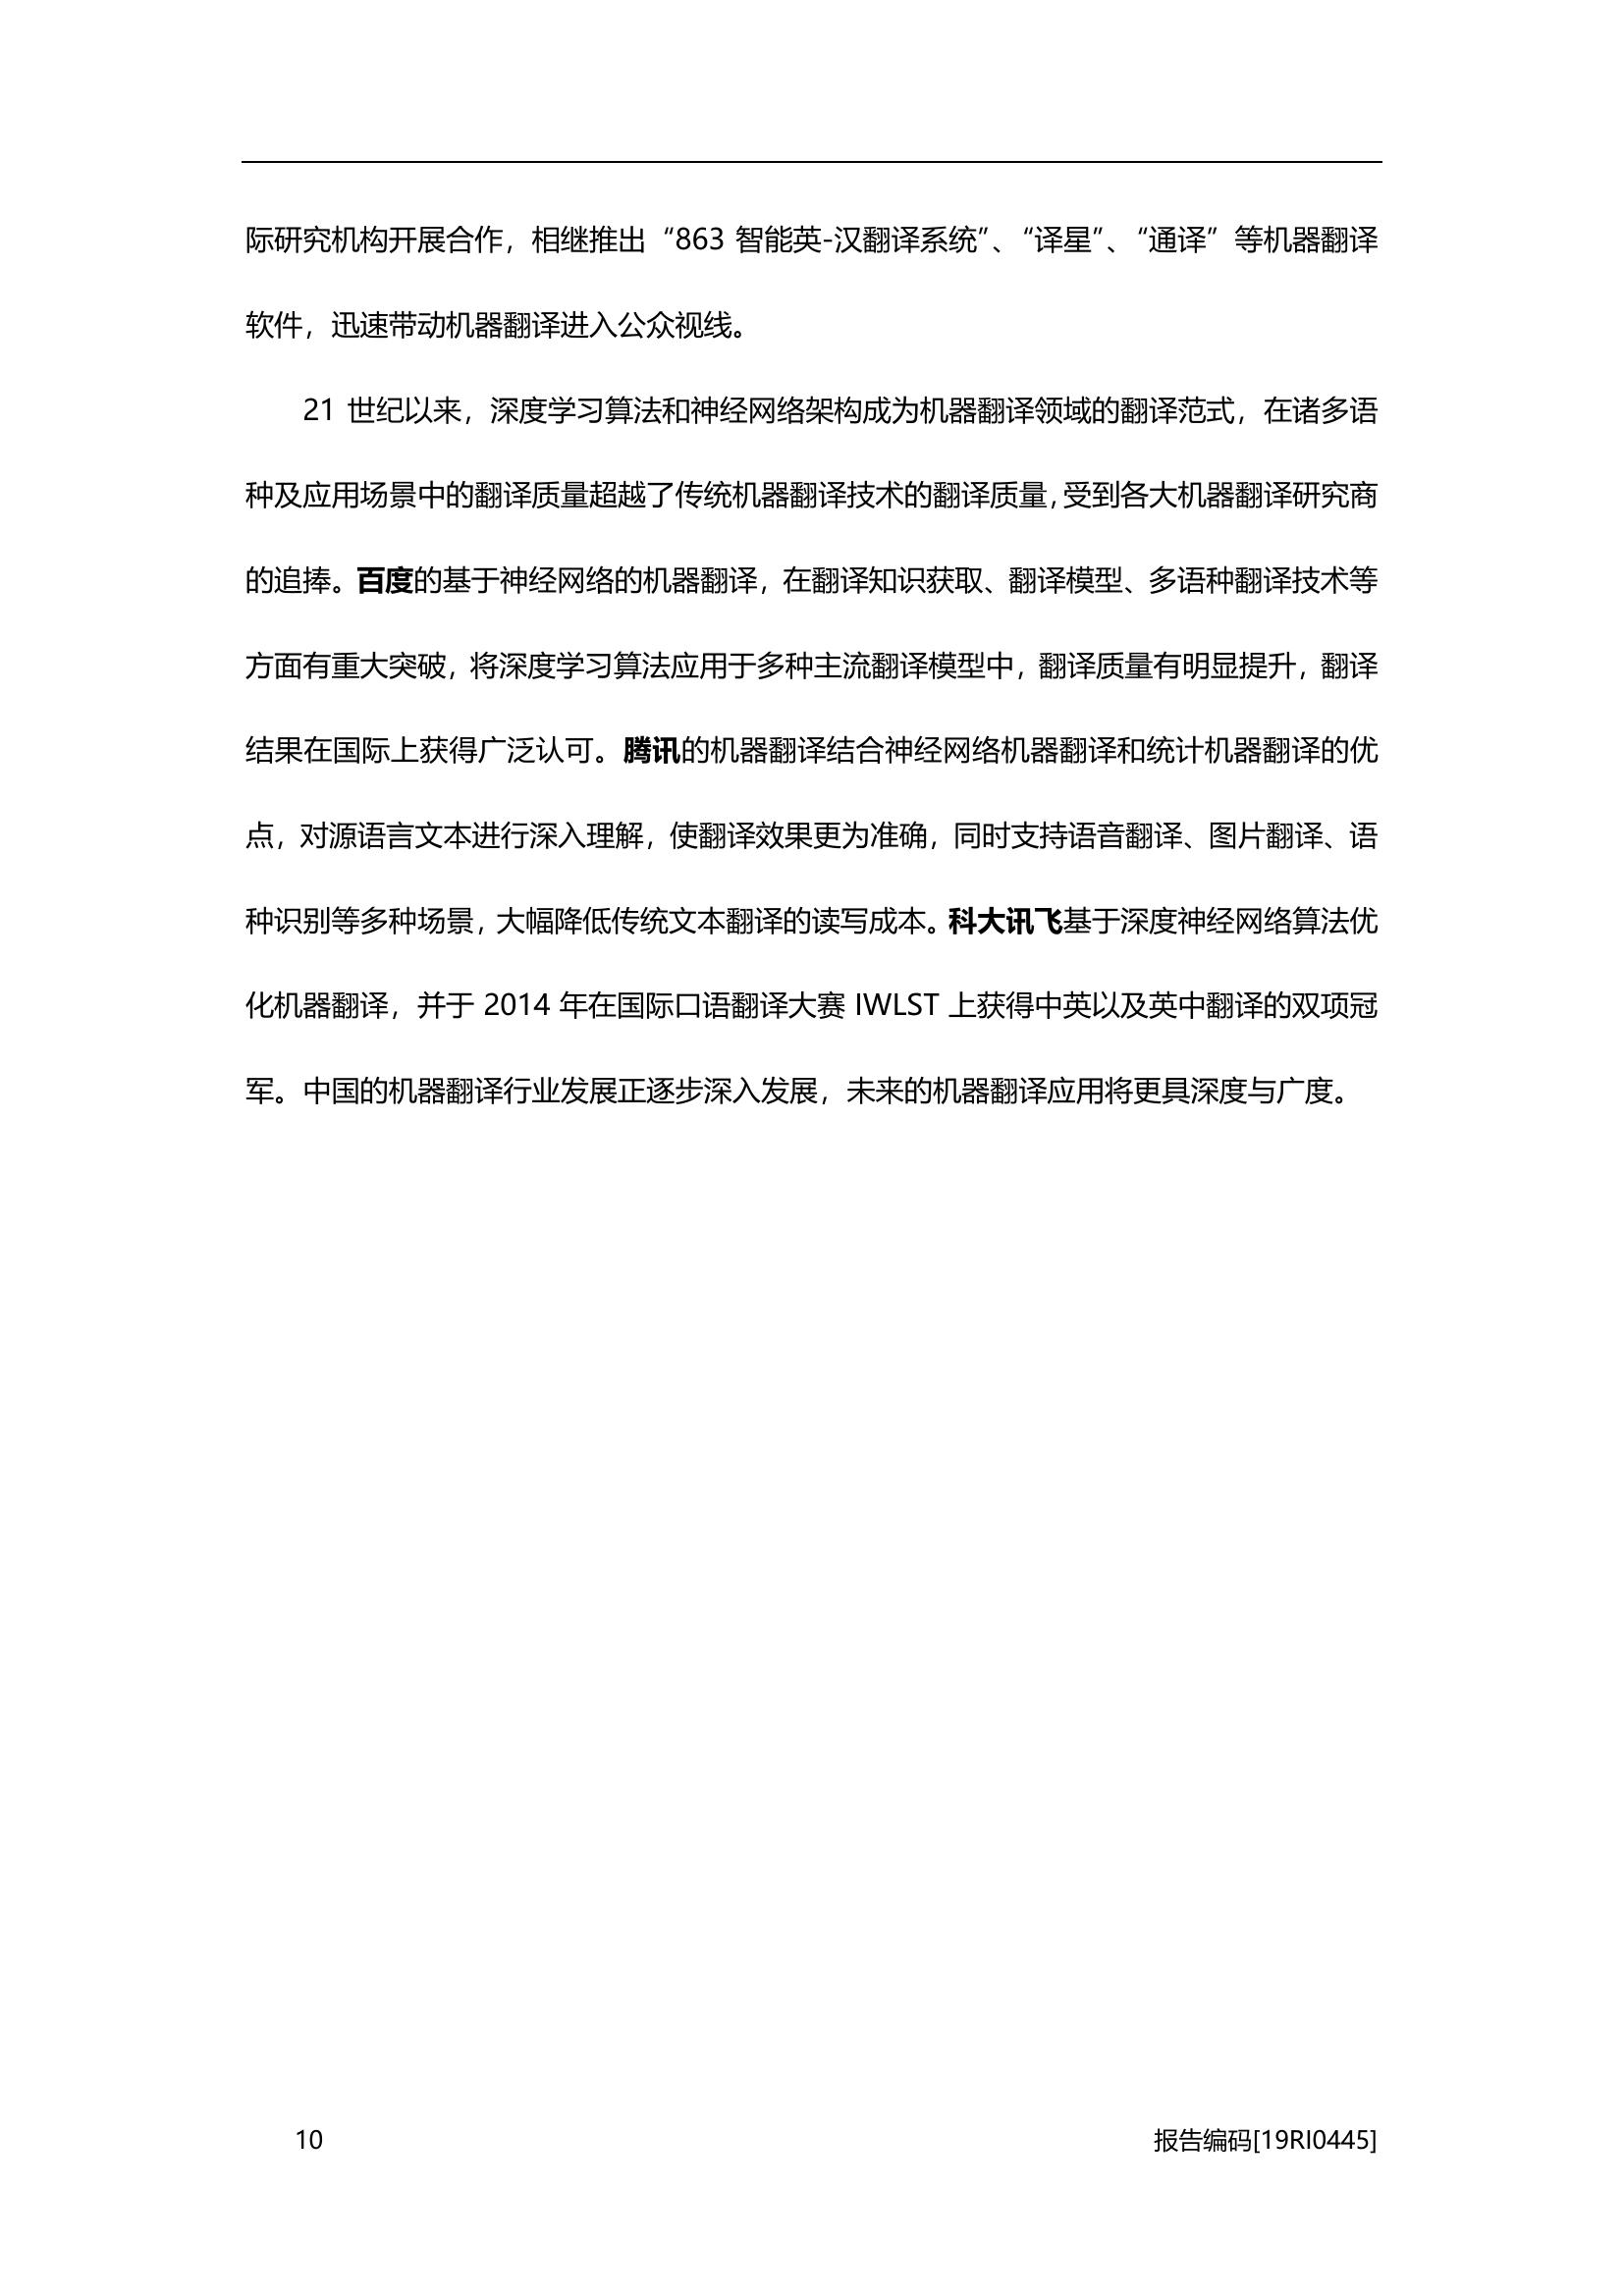 际研究机构开展合作，相继推出“863 智能英-汉翻译系统”、“译星”、“通译”等机器翻译
软件，迅速带动机器翻译进入公众视线。
21 世纪以来，深度学习算法和神经网络架构成为机器翻译领域的翻译范式，在诸多语
种及应用场景中的翻译质量超越了传统机器翻译技术的翻译质量，受到各大机器翻译研究商
的追捧。百度的基于神经网络的机器翻译，在翻译知识获取、翻译模型、多语种翻译技术等
方面有重大突破，将深度学习算法应用于多种主流翻译模型中，翻译质量有明显提升，翻译
结果在国际上获得广泛认可。腾讯的机器翻译结合神经网络机器翻译和统计机器翻译的优
点，对源语言文本进行深入理解，使翻译效果更为准确，同时支持语音翻译、图片翻译、语
种识别等多种场景，大幅降低传统文本翻译的读写成本。科大讯飞基于深度神经网络算法优
化机器翻译，并于 2014 年在国际口语翻译大赛 IWLST 上获得中英以及英中翻译的双项冠
军。中国的机器翻译行业发展正逐步深入发展，未来的机器翻译应用将更具深度与广度。
10 报告编码[19RI0445]